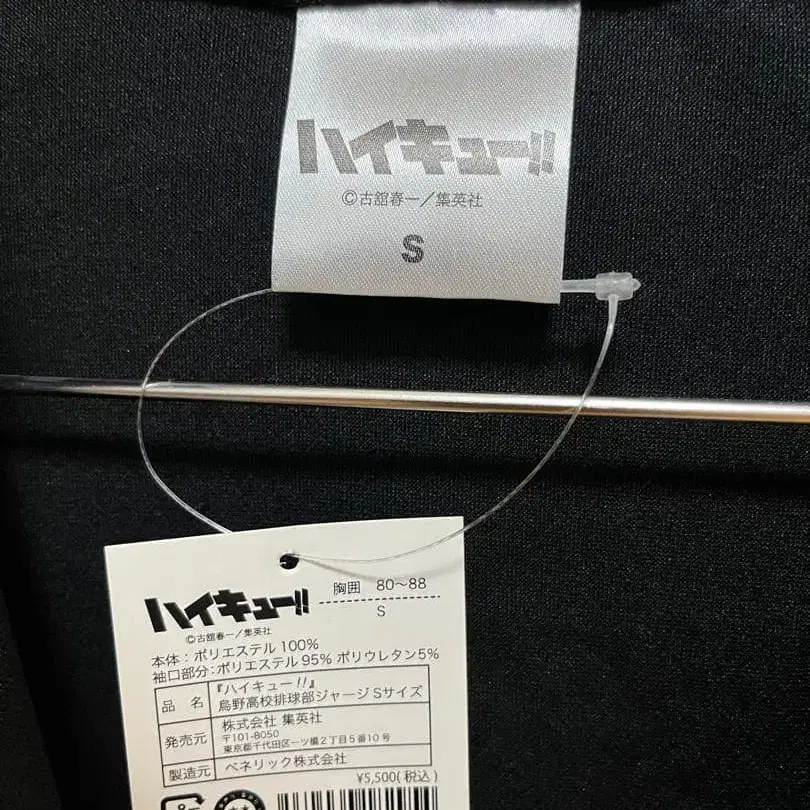 ハイキュー!!
©古舘春一／集英社
S
ハイキュー!!
©古舘春一／集英社
胸囲 80～88
S
本体：ポリエステル 100%
袖口部分：ポリエステル 95% ポリウレタン5%
品 名 『ハイキュー!!』
烏野高校排球部ジャージ Sサイズ
発売元 株式会社 集英社
〒101-8050
東京都千代田区一ツ橋2丁目5番10号
製造元 ベネリック株式会社
¥5,500(税込)